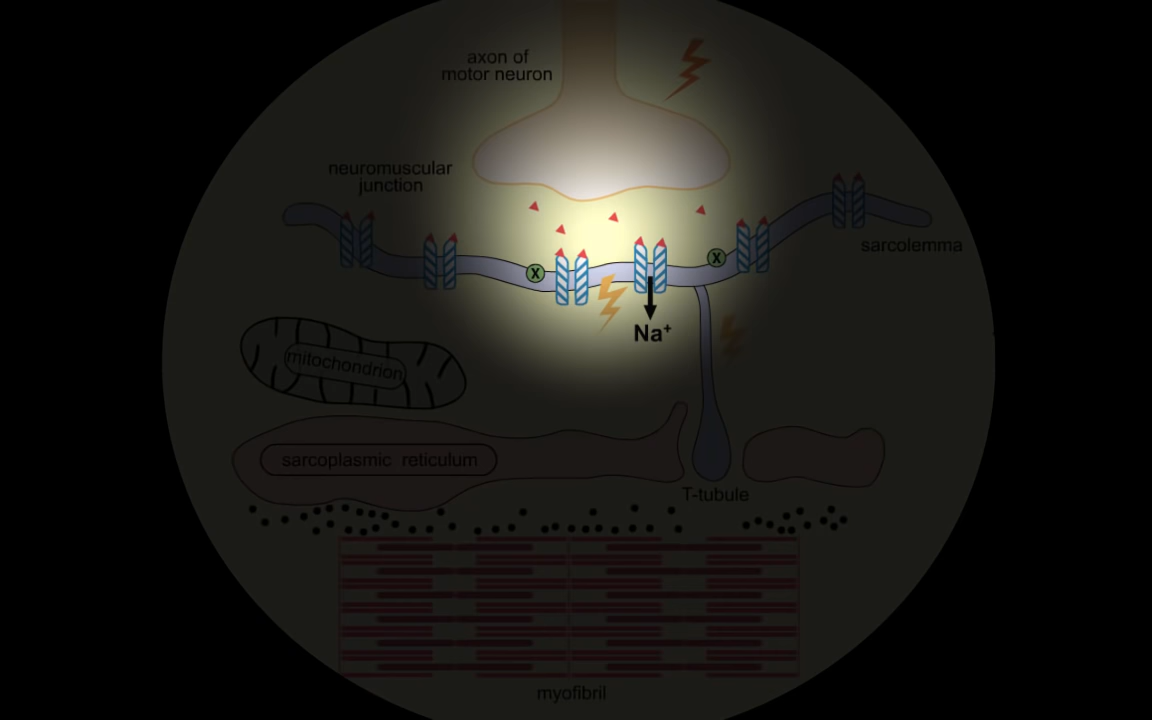 axon of
motor neuron
neuromuscular
junction
sarcolemma
X
X
Na⁺
mitochondrion
sarcoplasmic reticulum
T-tubule
myofibril